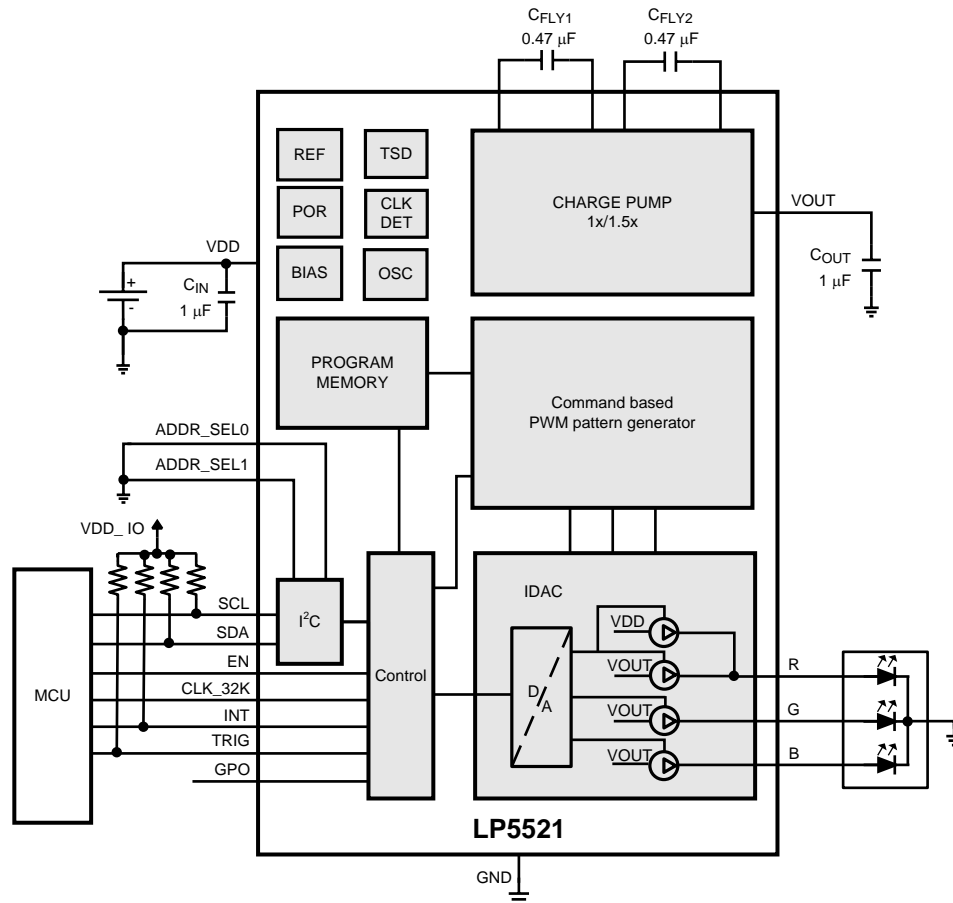 CFLY1
0.47 μF
CFLY2
0.47 μF
REF
TSD
POR
CLK
DET
BIAS
OSC
CHARGE PUMP
1x/1.5x
VOUT
COUT
1 μF
VDD
+
-
CIN
1 μF
PROGRAM
MEMORY
Command based
PWM pattern generator
ADDR_SEL0
ADDR_SEL1
VDD_ IO
MCU
SCL
SDA
EN
CLK_32K
INT
TRIG
GPO
I²C
Control
IDAC
D
A
VDD
VOUT
VOUT
VOUT
R
G
B
LP5521
GND